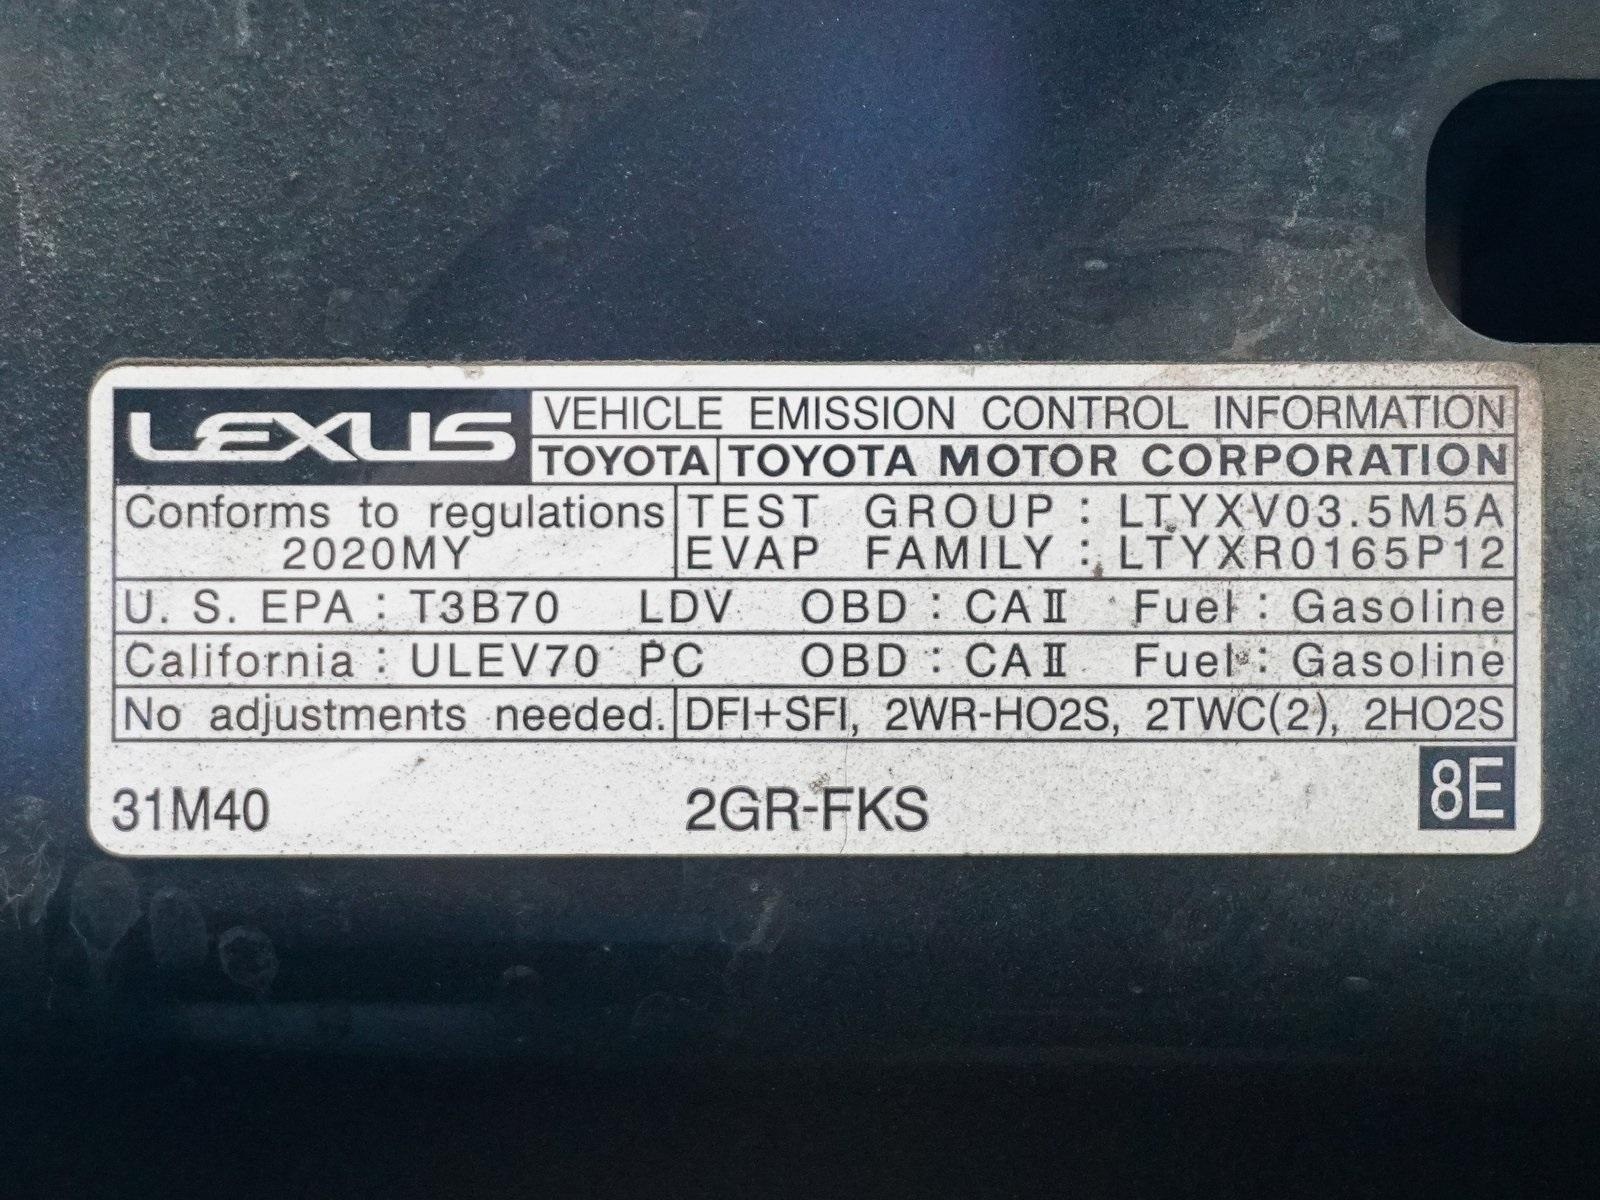 LEXUS VEHICLE EMISSION CONTROL INFORMATION
TOYOTA TOYOTA MOTOR CORPORATION
Conforms to regulations
2020MY
TEST GROUP : LTYXV03.5M5A
EVAP FAMILY : LTYXR0165P12
U. S. EPA : T3B70 LDV OBD : CAⅡ Fuel : Gasoline
California : ULEV70 PC OBD : CAⅡ Fuel : Gasoline
No adjustments needed. DFI+SFI, 2WR-HO2S, 2TWC(2), 2HO2S
31M40 2GR-FKS 8E